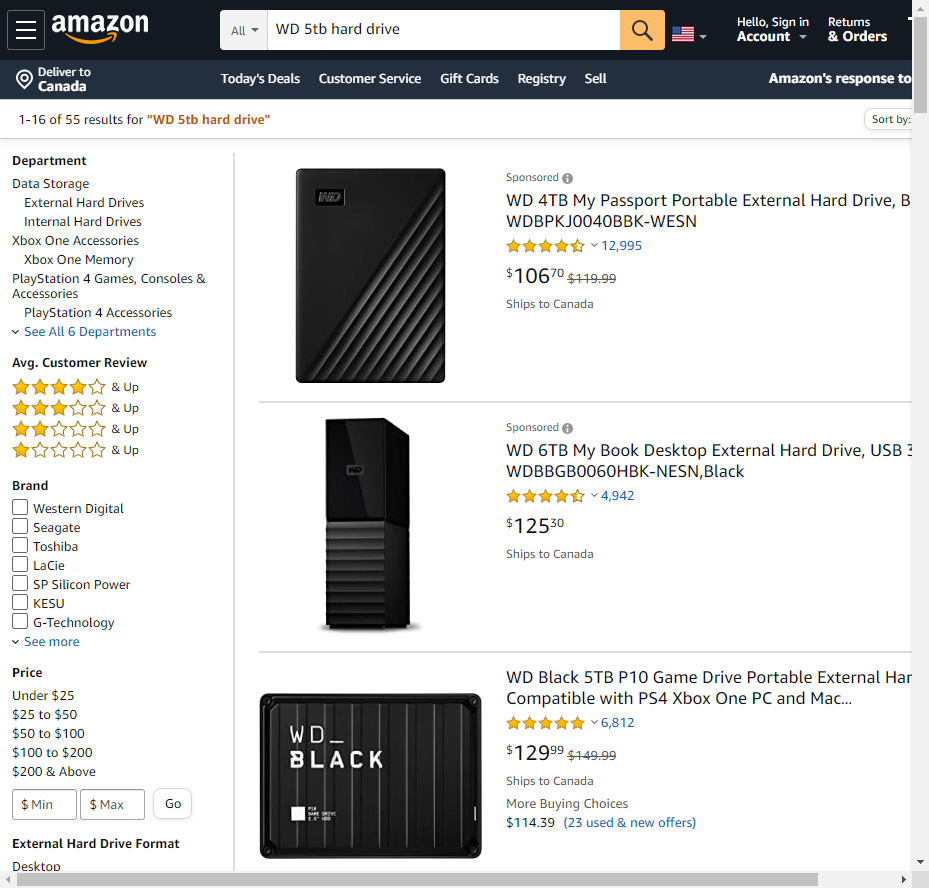 amazon
All
WD 5tb hard drive
Hello, Sign in
Account
Returns
& Orders
Deliver to
Canada
Today's Deals
Customer Service
Gift Cards
Registry
Sell
Amazon's response to
1-16 of 55 results for "WD 5tb hard drive"
Sort by:
Department
Data Storage
External Hard Drives
Internal Hard Drives
Xbox One Accessories
Xbox One Memory
PlayStation 4 Games, Consoles &
Accessories
PlayStation 4 Accessories
See All 6 Departments
Avg. Customer Review
& Up
& Up
& Up
& Up
Brand
Western Digital
Seagate
Toshiba
LaCie
SP Silicon Power
KESU
G-Technology
See more
Price
Under $25
$25 to $50
$50 to $100
$100 to $200
$200 & Above
$ Min
$ Max
Go
External Hard Drive Format
Desktop
WD
Sponsored
WD 4TB My Passport Portable External Hard Drive, B
WDBPKJ0040BBK-WESN
12,995
$106.70 $119.99
Ships to Canada
WD
Sponsored
WD 6TB My Book Desktop External Hard Drive, USB 3
WDBBGB0060HBK-NESN,Black
4,942
$125.30
Ships to Canada
WD_
BLACK
P10
GAME DRIVE
2.5" HDD
WD Black 5TB P10 Game Drive Portable External Har
Compatible with PS4 Xbox One PC and Mac...
6,812
$129.99 $149.99
Ships to Canada
More Buying Choices
$114.39 (23 used & new offers)